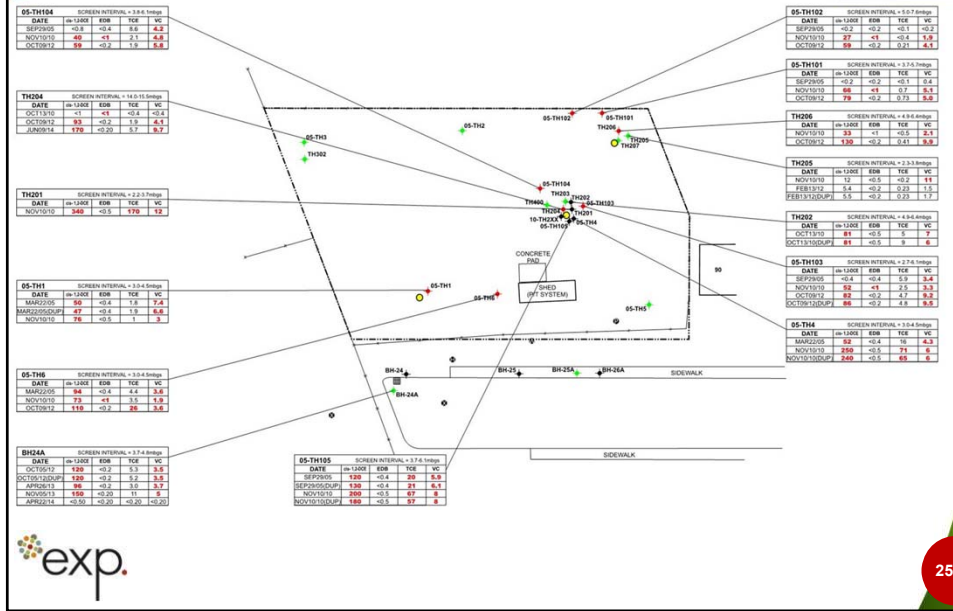 05-TH104 SCREEN INTERVAL = 3.8-6.1mbgs
DATE cis-1,2-DCE EDB TCE VC
SEP29/05 <0.8 <0.4 8.6 4.2
NOV10/10 40 <1 2.1 4.8
OCT09/12 59 <0.2 1.9 5.8
TH204 SCREEN INTERVAL = 14.0-15.5mbgs
DATE cis-1,2-DCE EDB TCE VC
OCT13/10 <1 <1 <0.4 <0.4
OCT09/12 93 <0.2 1.9 4.1
JUN09/14 170 <0.20 5.7 9.7
TH201 SCREEN INTERVAL = 2.2-3.7mbgs
DATE cis-1,2-DCE EDB TCE VC
NOV10/10 340 <0.5 170 12
05-TH1 SCREEN INTERVAL = 3.0-4.5mbgs
DATE cis-1,2-DCE EDB TCE VC
MAR22/05 50 <0.4 1.8 7.4
MAR22/05(DUP) 47 <0.4 1.9 6.6
NOV10/10 76 <0.5 1 3
05-TH6 SCREEN INTERVAL = 3.0-4.5mbgs
DATE cis-1,2-DCE EDB TCE VC
MAR22/05 94 <0.4 4.4 3.6
NOV10/10 73 <1 3.5 1.9
OCT09/12 110 <0.2 26 3.6
BH24A SCREEN INTERVAL = 3.7-4.8mbgs
DATE cis-1,2-DCE EDB TCE VC
OCT05/12 120 <0.2 5.3 3.5
OCT05/12(DUP) 120 <0.2 5.2 3.5
APR26/13 96 <0.2 3.0 3.7
NOV05/13 150 <0.20 11 5
APR22/14 <0.50 <0.20 <0.20 <0.20
05-TH105 SCREEN INTERVAL = 3.7-6.1mbgs
DATE cis-1,2-DCE EDB TCE VC
SEP29/05 120 <0.4 20 5.9
SEP29/05(DUP) 130 <0.4 21 6.1
NOV10/10 200 <0.5 67 8
NOV10/10(DUP) 180 <0.5 57 8
05-TH102 SCREEN INTERVAL = 5.0-7.6mbgs
DATE cis-1,2-DCE EDB TCE VC
SEP29/05 <0.2 <0.2 <0.1 <0.2
NOV10/10 27 <1 <0.4 1.9
OCT09/12 59 <0.2 0.21 4.1
05-TH101 SCREEN INTERVAL = 3.7-5.7mbgs
DATE cis-1,2-DCE EDB TCE VC
SEP29/05 <0.2 <0.2 <0.1 0.4
NOV10/10 66 <1 0.7 5.1
OCT09/12 79 <0.2 0.73 5.0
TH206 SCREEN INTERVAL = 4.9-6.4mbgs
DATE cis-1,2-DCE EDB TCE VC
NOV10/10 33 <1 <0.5 2.1
OCT09/12 130 <0.2 0.41 9.9
TH205 SCREEN INTERVAL = 2.3-3.8mbgs
DATE cis-1,2-DCE EDB TCE VC
NOV10/10 12 <0.5 <0.2 11
FEB13/12 5.4 <0.2 0.23 1.5
FEB13/12(DUP) 5.5 <0.2 0.23 1.7
TH202 SCREEN INTERVAL = 4.9-6.4mbgs
DATE cis-1,2-DCE EDB TCE VC
OCT13/10 81 <0.5 5 7
OCT13/10(DUP) 81 <0.5 9 6
05-TH103 SCREEN INTERVAL = 2.7-6.1mbgs
DATE cis-1,2-DCE EDB TCE VC
SEP29/05 <0.4 <0.4 5.9 3.4
NOV10/10 52 <1 2.5 3.3
OCT09/12 82 <0.2 4.7 9.2
OCT09/12(DUP) 86 <0.2 4.8 9.5
05-TH4 SCREEN INTERVAL = 3.0-4.5mbgs
DATE cis-1,2-DCE EDB TCE VC
MAR22/05 52 <0.4 16 4.3
NOV10/10 250 <0.5 71 6
NOV10/10(DUP) 240 <0.5 65 6
05-TH102
05-TH101
05-TH2
TH206
TH205
TH207
05-TH3
TH302
05-TH104
TH203
TH202
TH400
05-TH103
TH204
TH201
10-TH2XX
05-TH4
05-TH105
CONCRETE
PAD
SHED
(P/T SYSTEM)
90
05-TH1
05-TH6
05-TH5
BH-24
BH-25
BH-25A
BH-26A
SIDEWALK
BH-24A
SIDEWALK
exp.
25